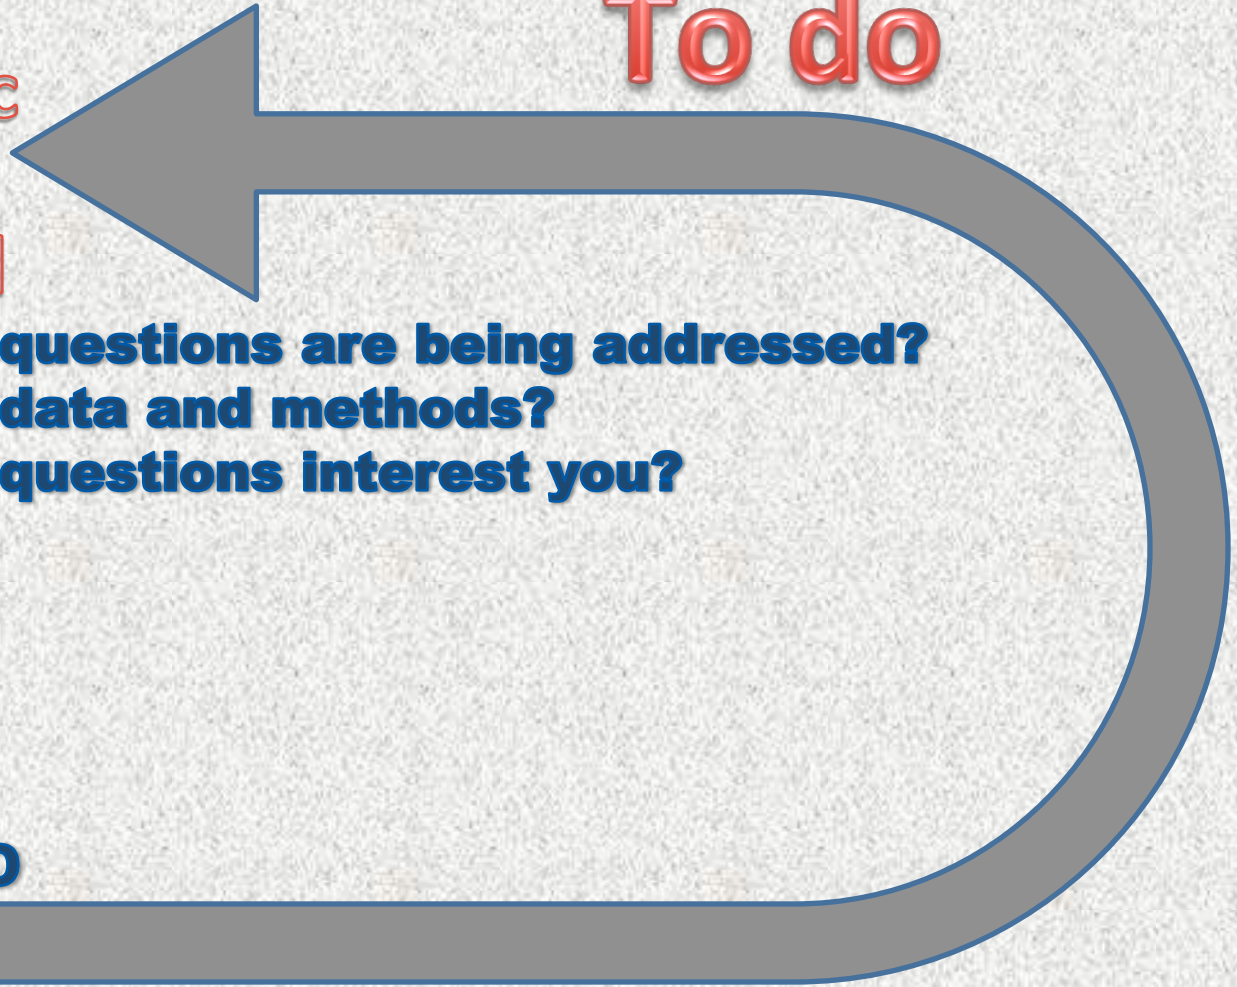 To do
c
questions are being addressed?
data and methods?
questions interest you?